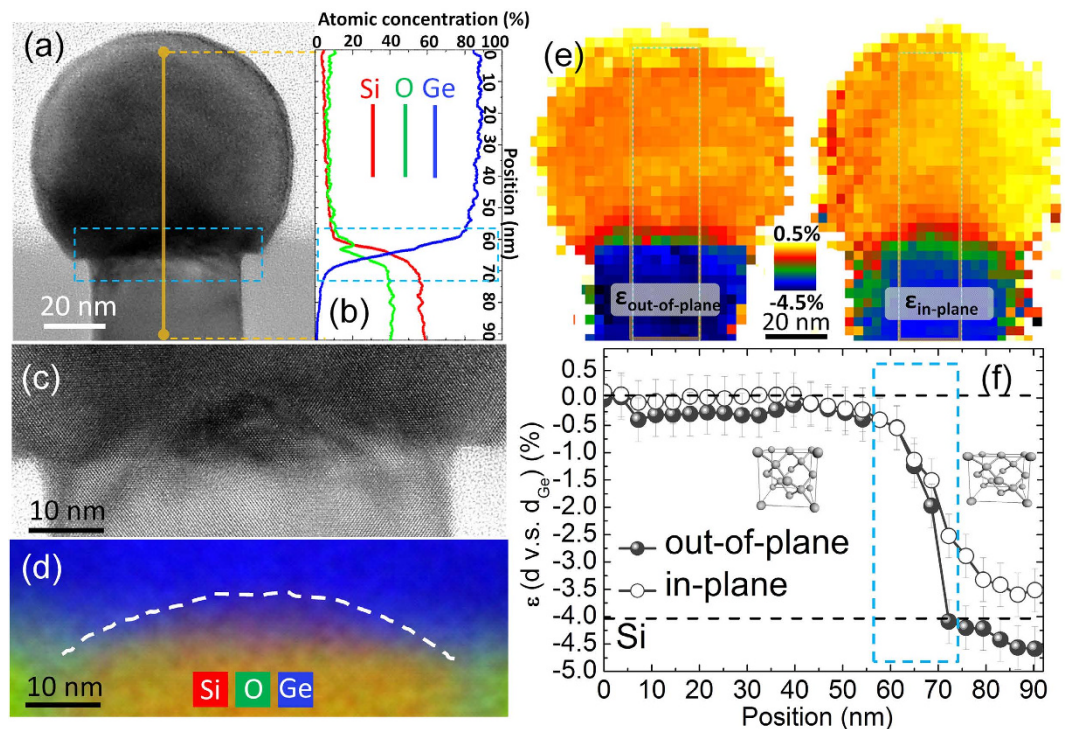 (a)
20 nm
Atomic concentration (%)
0 20 40 60 80 100
Si O Ge
0 10 20 30 40 50 60 70 80 90
Position (nm)
(b)
(c)
10 nm
(d)
10 nm
Si O Ge
(e)
0.5%
-4.5%
20 nm
εout-of-plane
εin-plane
(f)
ε (d v.s. dGe) (%)
0.5
0.0
-0.5
-1.0
-1.5
-2.0
-2.5
-3.0
-3.5
-4.0
-4.5
-5.0
out-of-plane
in-plane
Si
0 10 20 30 40 50 60 70 80 90
Position (nm)